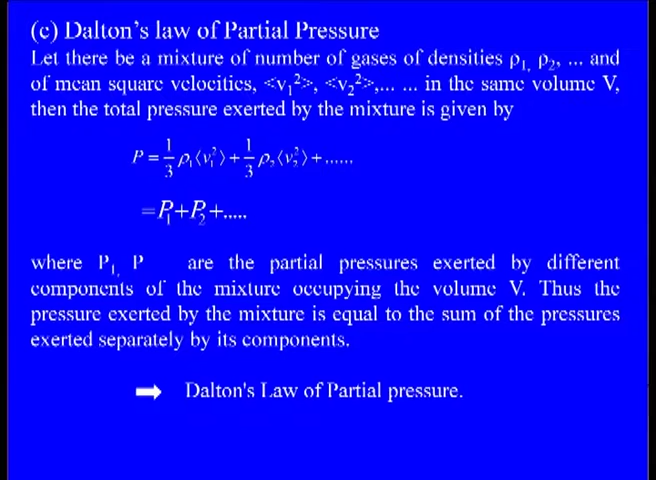 (c) Dalton's law of Partial Pressure
Let there be a mixture of number of gases of densities ρ₁, ρ₂, ... and
of mean square velocities, <v₁²>, <v₂²>,... ... in the same volume V,
then the total pressure exerted by the mixture is given by
P = 1/3 ρ₁⟨v₁²⟩ + 1/3 ρ₂⟨v₂²⟩ + ......
= P₁ + P₂ + .....
where P₁, P are the partial pressures exerted by different
components of the mixture occupying the volume V. Thus the
pressure exerted by the mixture is equal to the sum of the pressures
exerted separately by its components.
➡ Dalton's Law of Partial pressure.